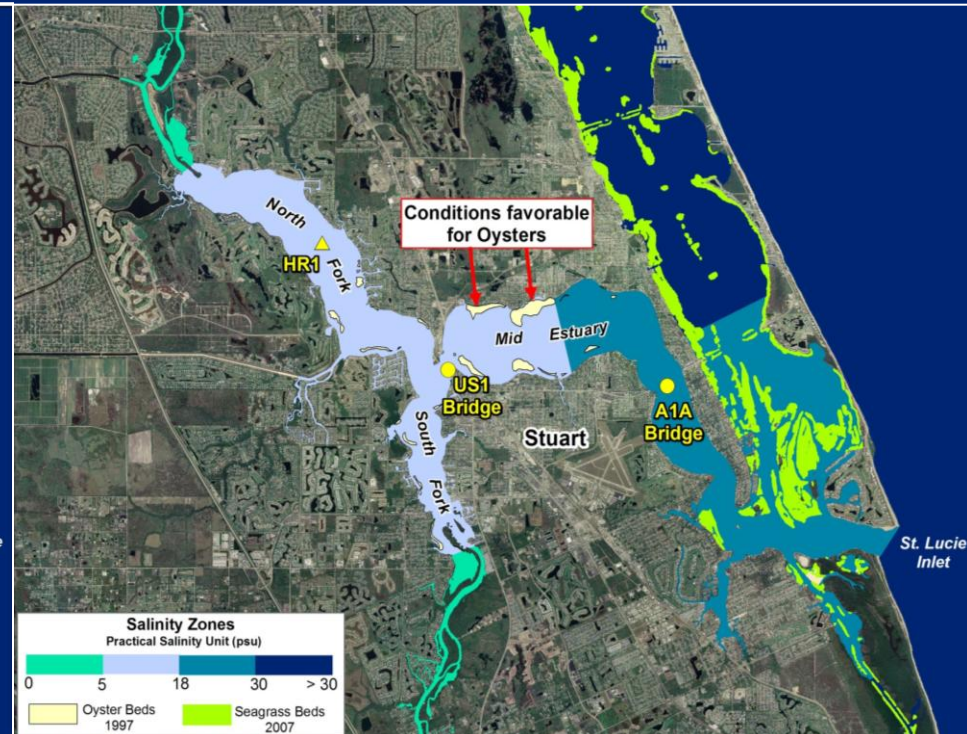 North
Fork
HR1
Conditions favorable
for Oysters
Mid Estuary
US1
Bridge
A1A
Bridge
South
Fork
Stuart
St. Lucie
Inlet
Salinity Zones
Practical Salinity Unit (psu)
0 5 18 30 > 30
Oyster Beds
1997
Seagrass Beds
2007
e